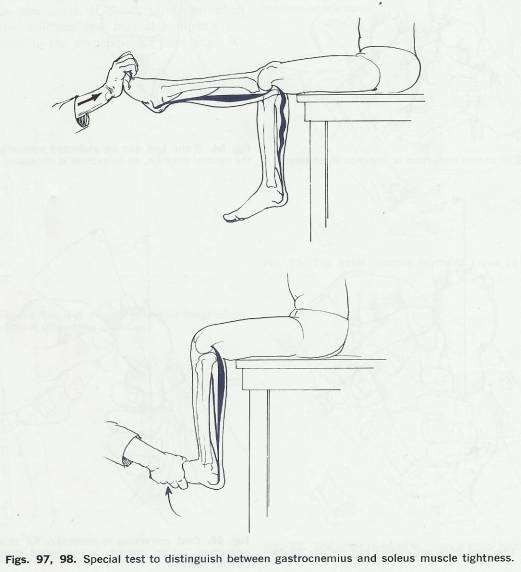 Figs. 97, 98. Special test to distinguish between gastrocnemius and soleus muscle tightness.